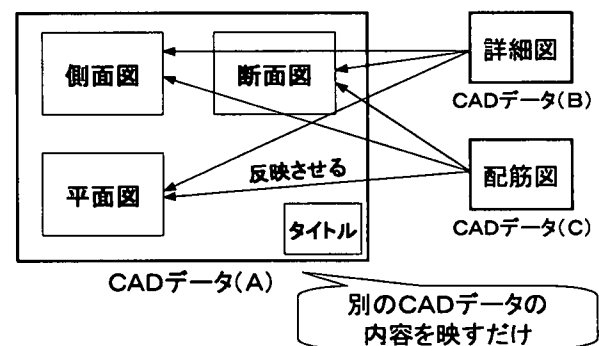 側面図
断面図
詳細図
CADデータ(B)
平面図
反映させる
配筋図
タイトル
CADデータ(C)
CADデータ(A)
別のCADデータの
内容を映すだけ